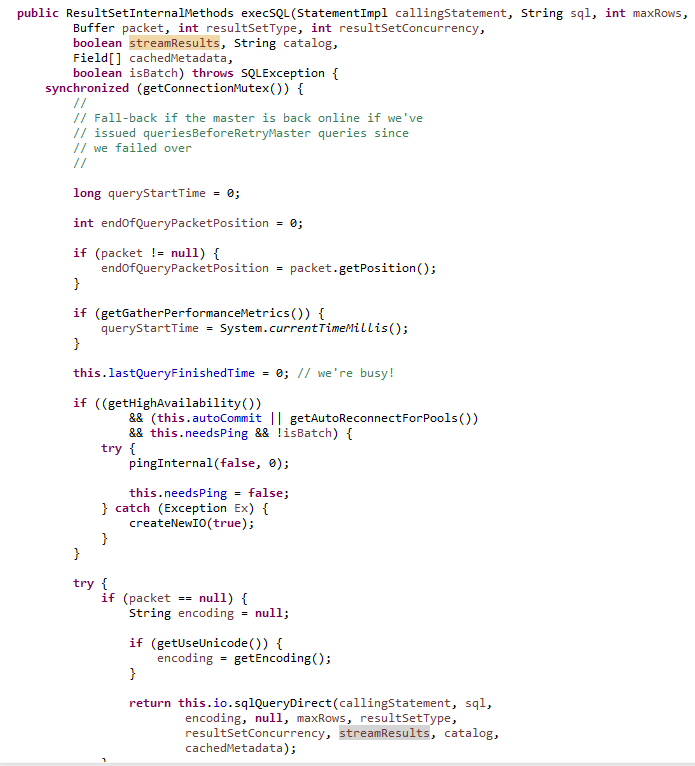 public ResultSetInternalMethods execSQL(StatementImpl callingStatement, String sql, int maxRows,
Buffer packet, int resultSetType, int resultSetConcurrency,
boolean streamResults, String catalog,
Field[] cachedMetadata,
boolean isBatch) throws SQLException {
synchronized (getConnectionMutex()) {
//
// Fall-back if the master is back online if we've
// issued queriesBeforeRetryMaster queries since
// we failed over
//
long queryStartTime = 0;
int endOfQueryPacketPosition = 0;
if (packet != null) {
endOfQueryPacketPosition = packet.getPosition();
}
if (getGatherPerformanceMetrics()) {
queryStartTime = System.currentTimeMillis();
}
this.lastQueryFinishedTime = 0; // we're busy!
if ((getHighAvailability())
&& (this.autoCommit || getAutoReconnectForPools())
&& this.needsPing && !isBatch) {
try {
pingInternal(false, 0);
this.needsPing = false;
} catch (Exception Ex) {
createNewIO(true);
}
}
try {
if (packet == null) {
String encoding = null;
if (getUseUnicode()) {
encoding = getEncoding();
}
return this.io.sqlQueryDirect(callingStatement, sql,
encoding, null, maxRows, resultSetType,
resultSetConcurrency, streamResults, catalog,
cachedMetadata);
}